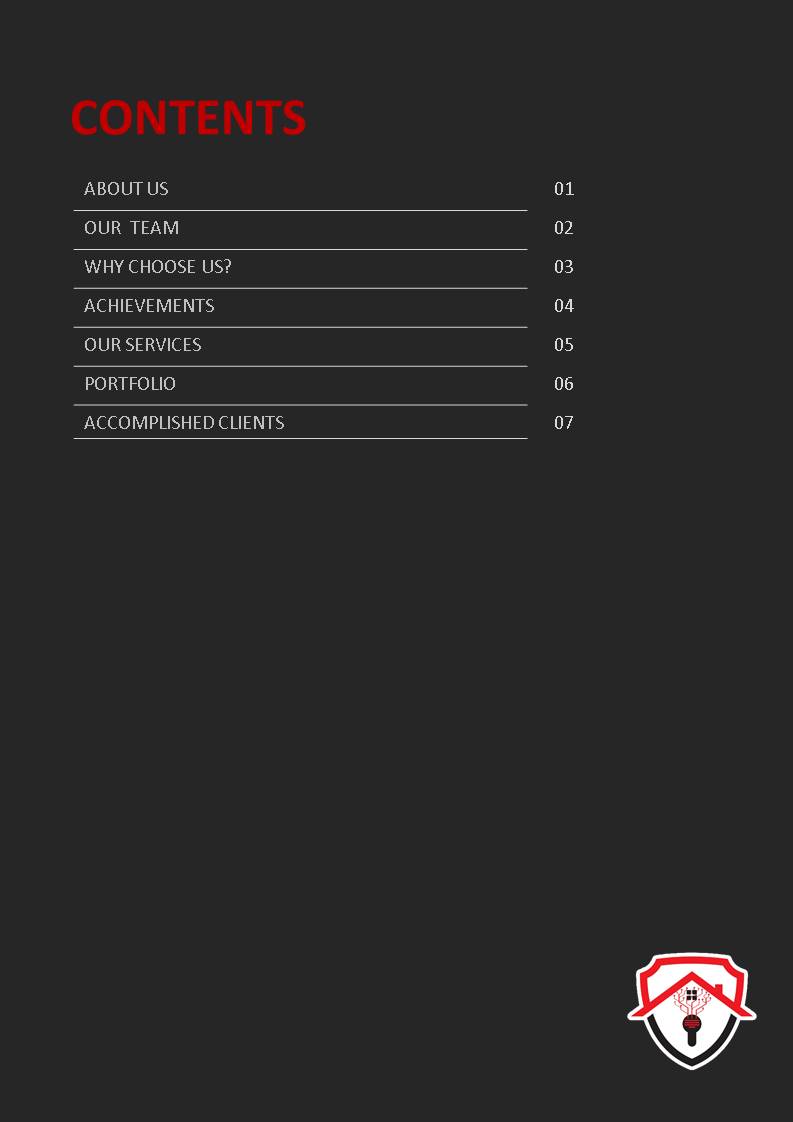 CONTENTS
ABOUT US 01
OUR TEAM 02
WHY CHOOSE US? 03
ACHIEVEMENTS 04
OUR SERVICES 05
PORTFOLIO 06
ACCOMPLISHED CLIENTS 07